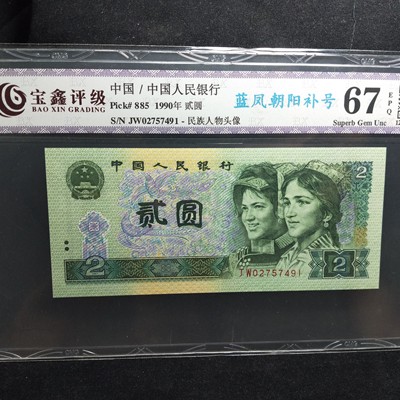 宝鑫评级
BAO XIN GRADING
中国 / 中国人民银行
Pick# 885 1990年 贰圆
S/N JW02757491 - 民族人物头像
蓝凤朝阳补号
67
EPQ
Superb Gem Unc
中国人民银行
贰圆
2
2
2
JW02757491